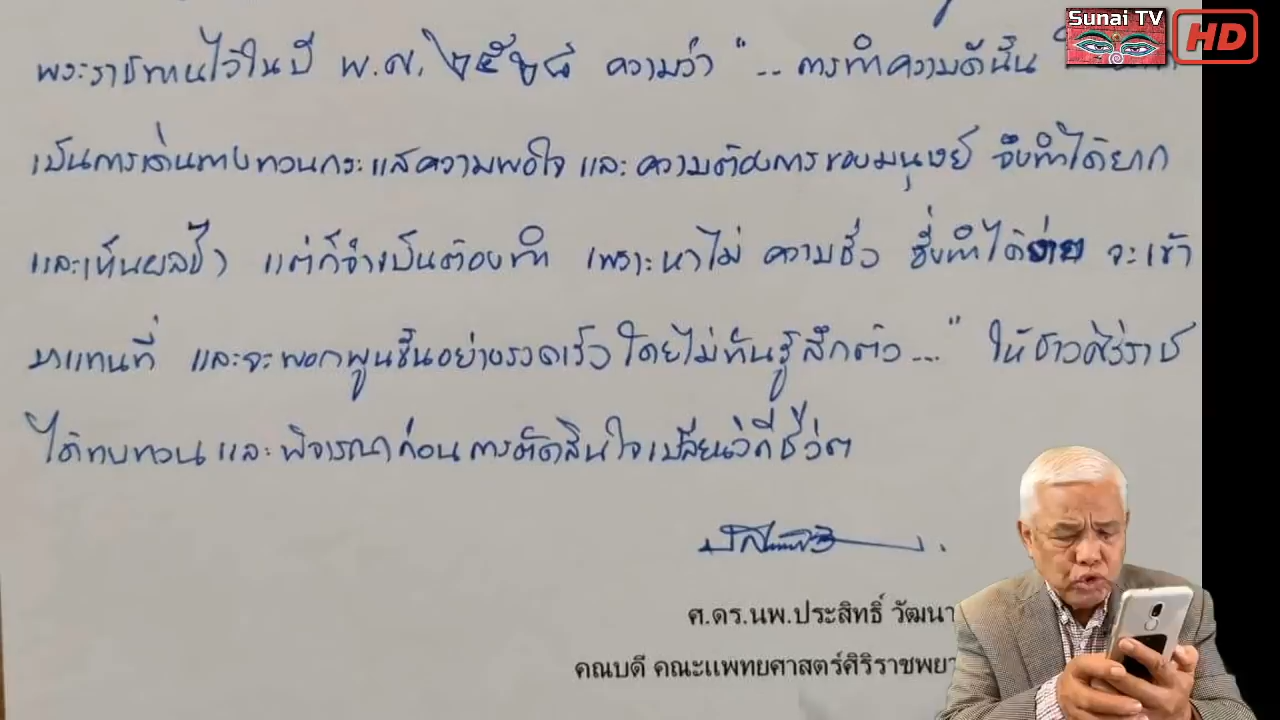 Sunai TV
HD
พระราชทานไว้ในปี พ.ศ. ๒๕๒๘ ความว่า "... การทำความดีนั้น
เป็นการเดินทางทวนกระแสความพอใจ และความต้องการของมนุษย์ จึงทำได้ยาก
และเห็นผลช้า แต่ก็จำเป็นต้องทำ เพราะหาไม่ ความชั่ว ซึ่งทำได้ง่าย จะเข้า
มาแทนที่ และจะพอกพูนขึ้นอย่างรวดเร็ว โดยไม่ทันรู้สึกตัว...." ให้ชาวศิริราช
ได้ทบทวน และพิจารณาก่อนการตัดสินใจเปลี่ยนวิถีชีวิต
ศ.ดร.นพ.ประสิทธิ์ วัฒนา
คณบดี คณะแพทยศาสตร์ศิริราชพยา